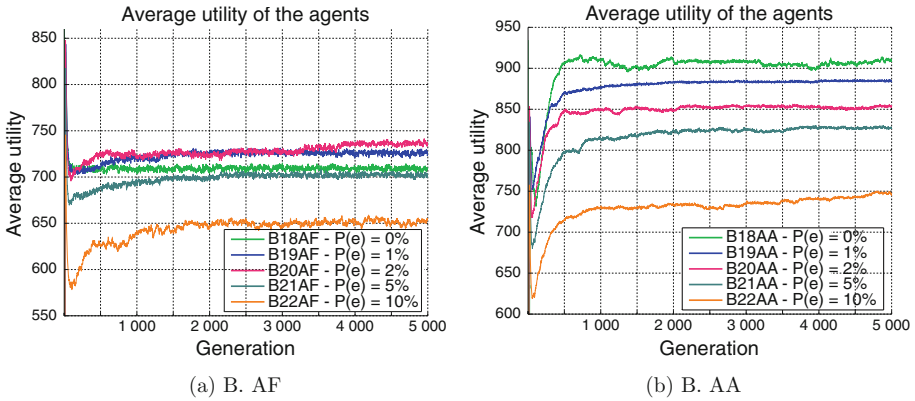 Average utility of the agents
Average utility
850
800
750
700
650
600
550
B18AF - P(e) = 0%
B19AF - P(e) = 1%
B20AF - P(e) = 2%
B21AF - P(e) = 5%
B22AF - P(e) = 10%
1 000 2 000 3 000 4 000 5 000
Generation
(a) B. AF
Average utility of the agents
Average utility
950
900
850
800
750
700
650
600
B18AA - P(e) = 0%
B19AA - P(e) = 1%
B20AA - P(e) = 2%
B21AA - P(e) = 5%
B22AA - P(e) = 10%
1 000 2 000 3 000 4 000 5 000
Generation
(b) B. AA